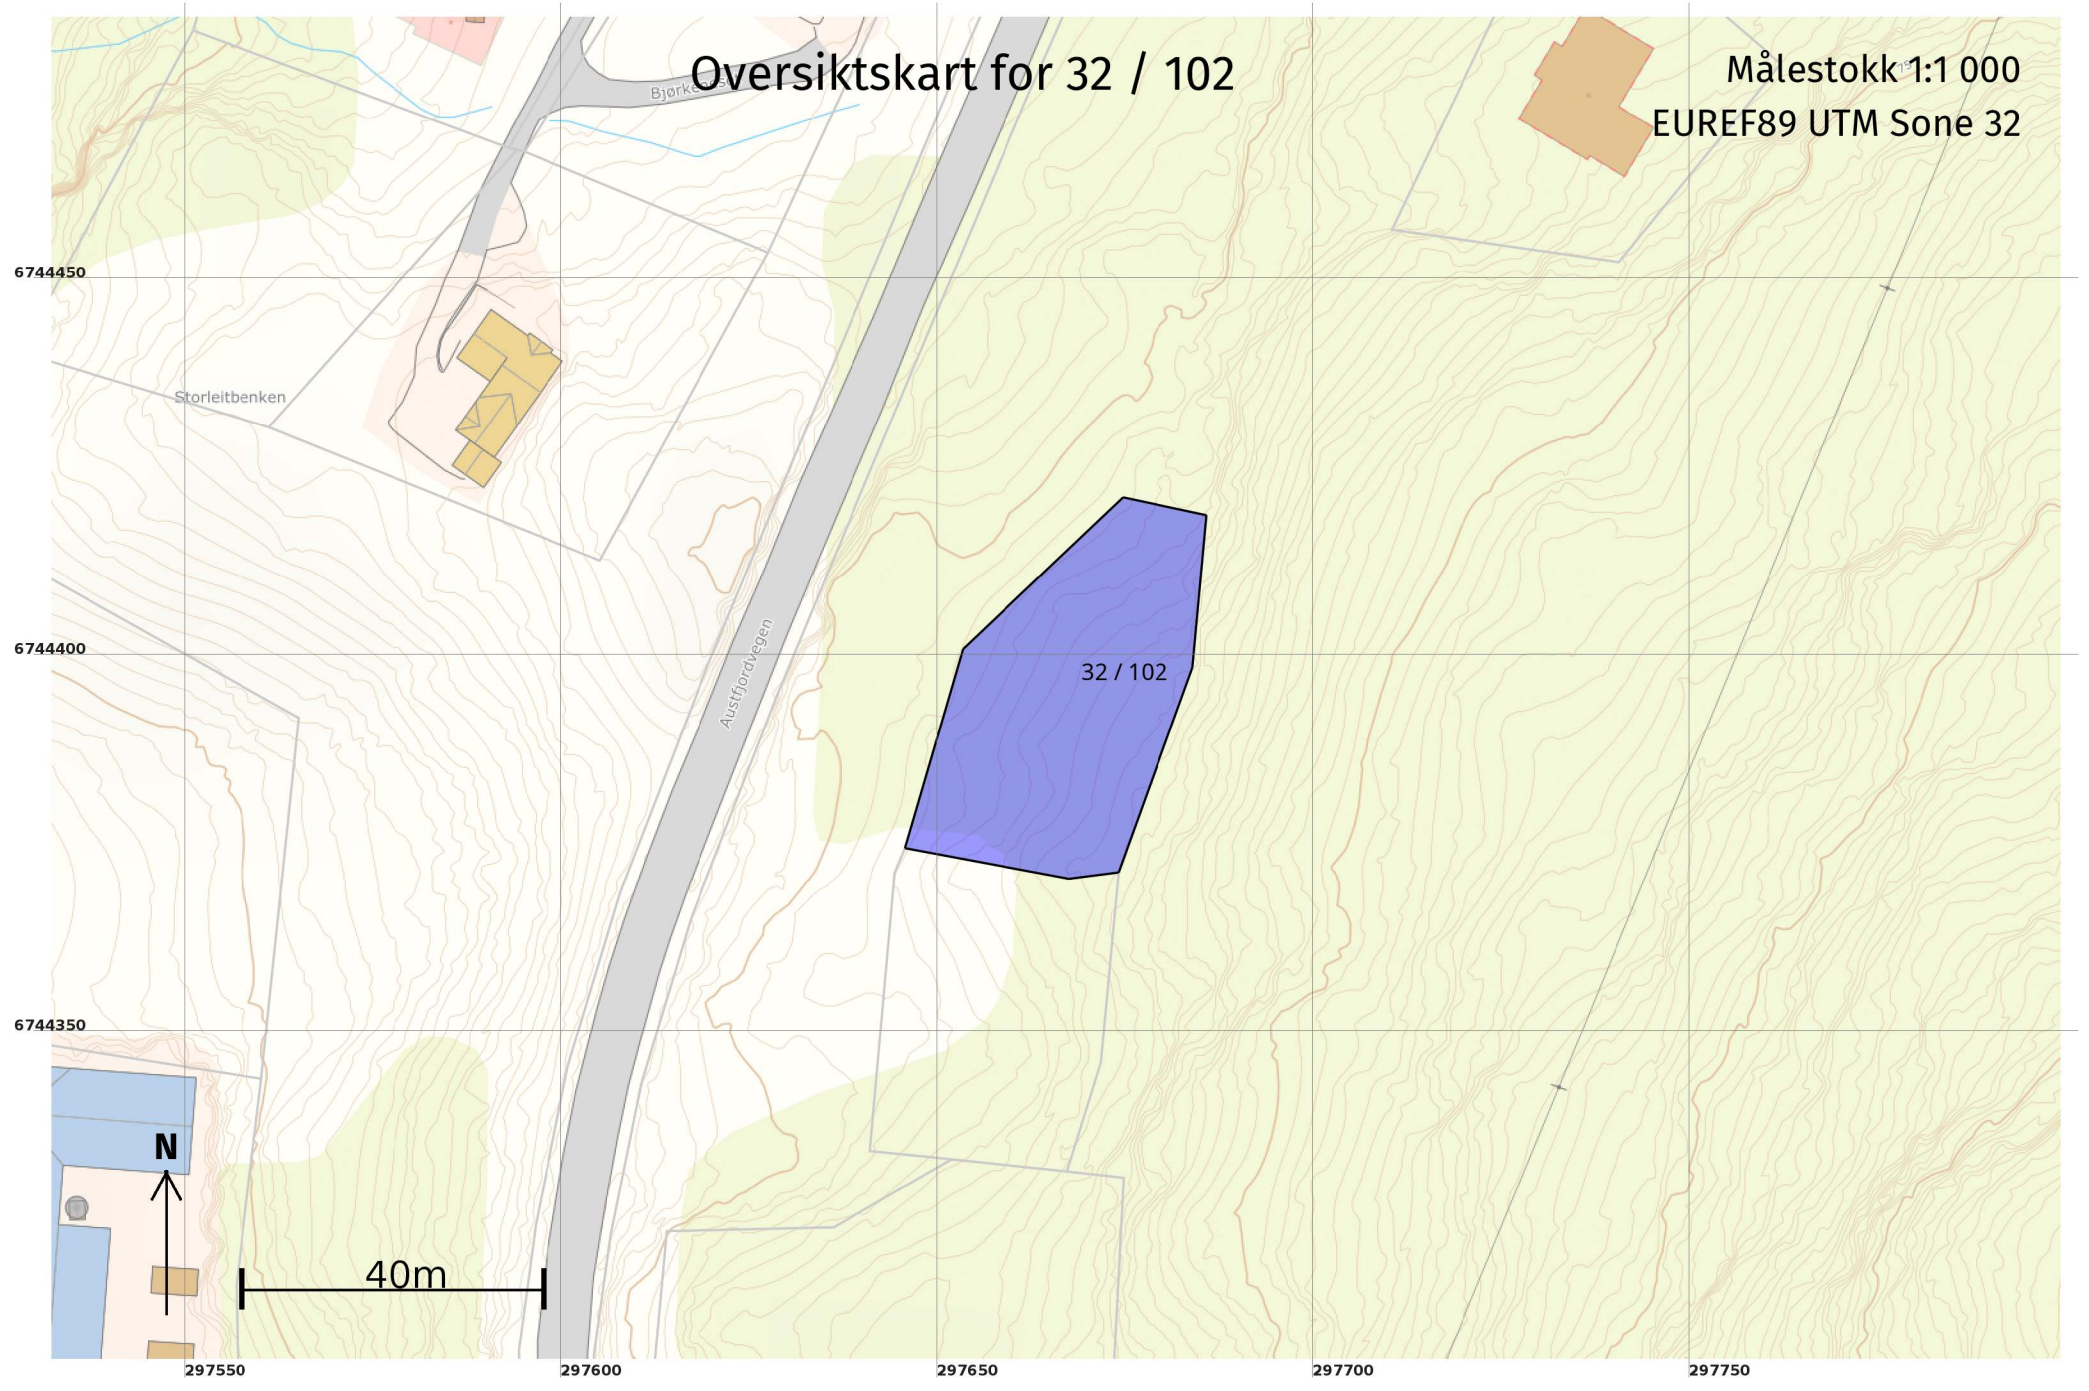 Oversiktskart for 32 / 102
Målestokk 1:1 000
EUREF89 UTM Sone 32
6744450
Storleitbenken
6744400
32 / 102
Austfjordvegen
6744350
N
40m
297550
297600
297650
297700
297750